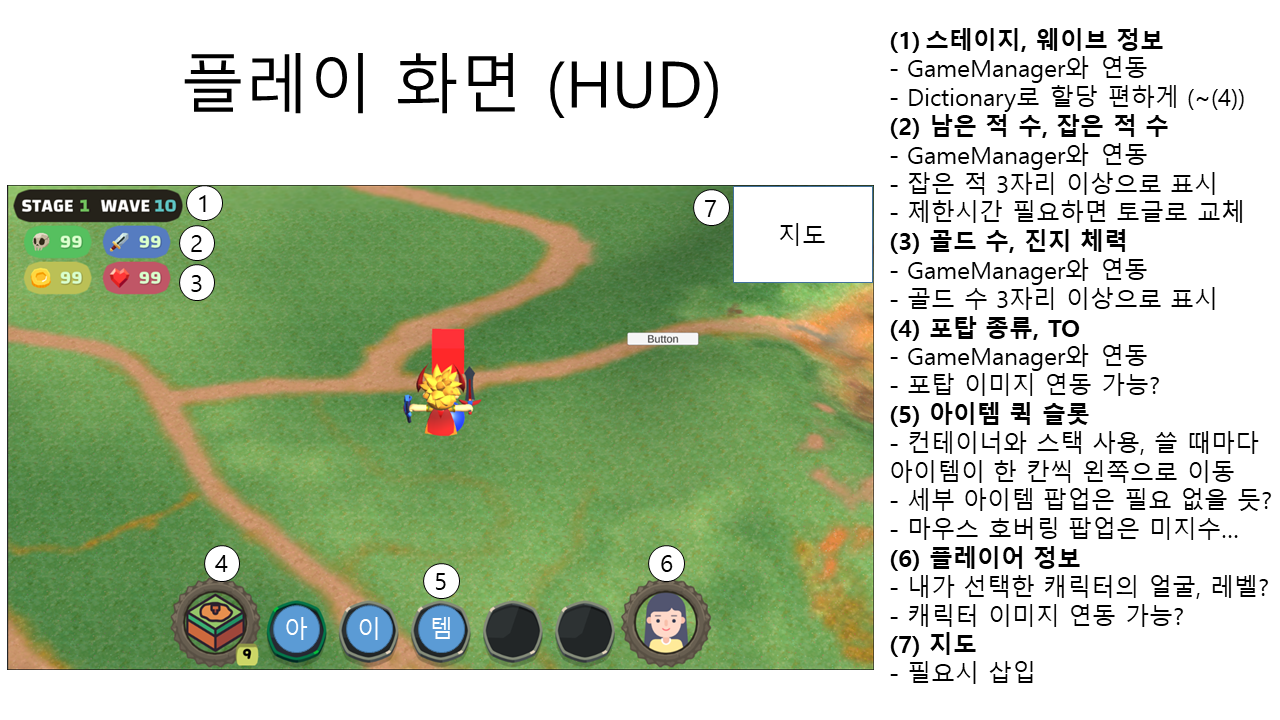 플레이 화면 (HUD)
STAGE 1 WAVE 10
1
99 99
2
99 99
3
7
지도
Button
4
5
6
9
아 이 템
(1) 스테이지, 웨이브 정보
- GameManager와 연동
- Dictionary로 할당 편하게 (~(4))
(2) 남은 적 수, 잡은 적 수
- GameManager와 연동
- 잡은 적 3자리 이상으로 표시
- 제한시간 필요하면 토글로 교체
(3) 골드 수, 진지 체력
- GameManager와 연동
- 골드 수 3자리 이상으로 표시
(4) 포탑 종류, TO
- GameManager와 연동
- 포탑 이미지 연동 가능?
(5) 아이템 퀵 슬롯
- 컨테이너와 스택 사용, 쓸 때마다
아이템이 한 칸씩 왼쪽으로 이동
- 세부 아이템 팝업은 필요 없을 듯?
- 마우스 호버링 팝업은 미지수...
(6) 플레이어 정보
- 내가 선택한 캐릭터의 얼굴, 레벨?
- 캐릭터 이미지 연동 가능?
(7) 지도
- 필요시 삽입